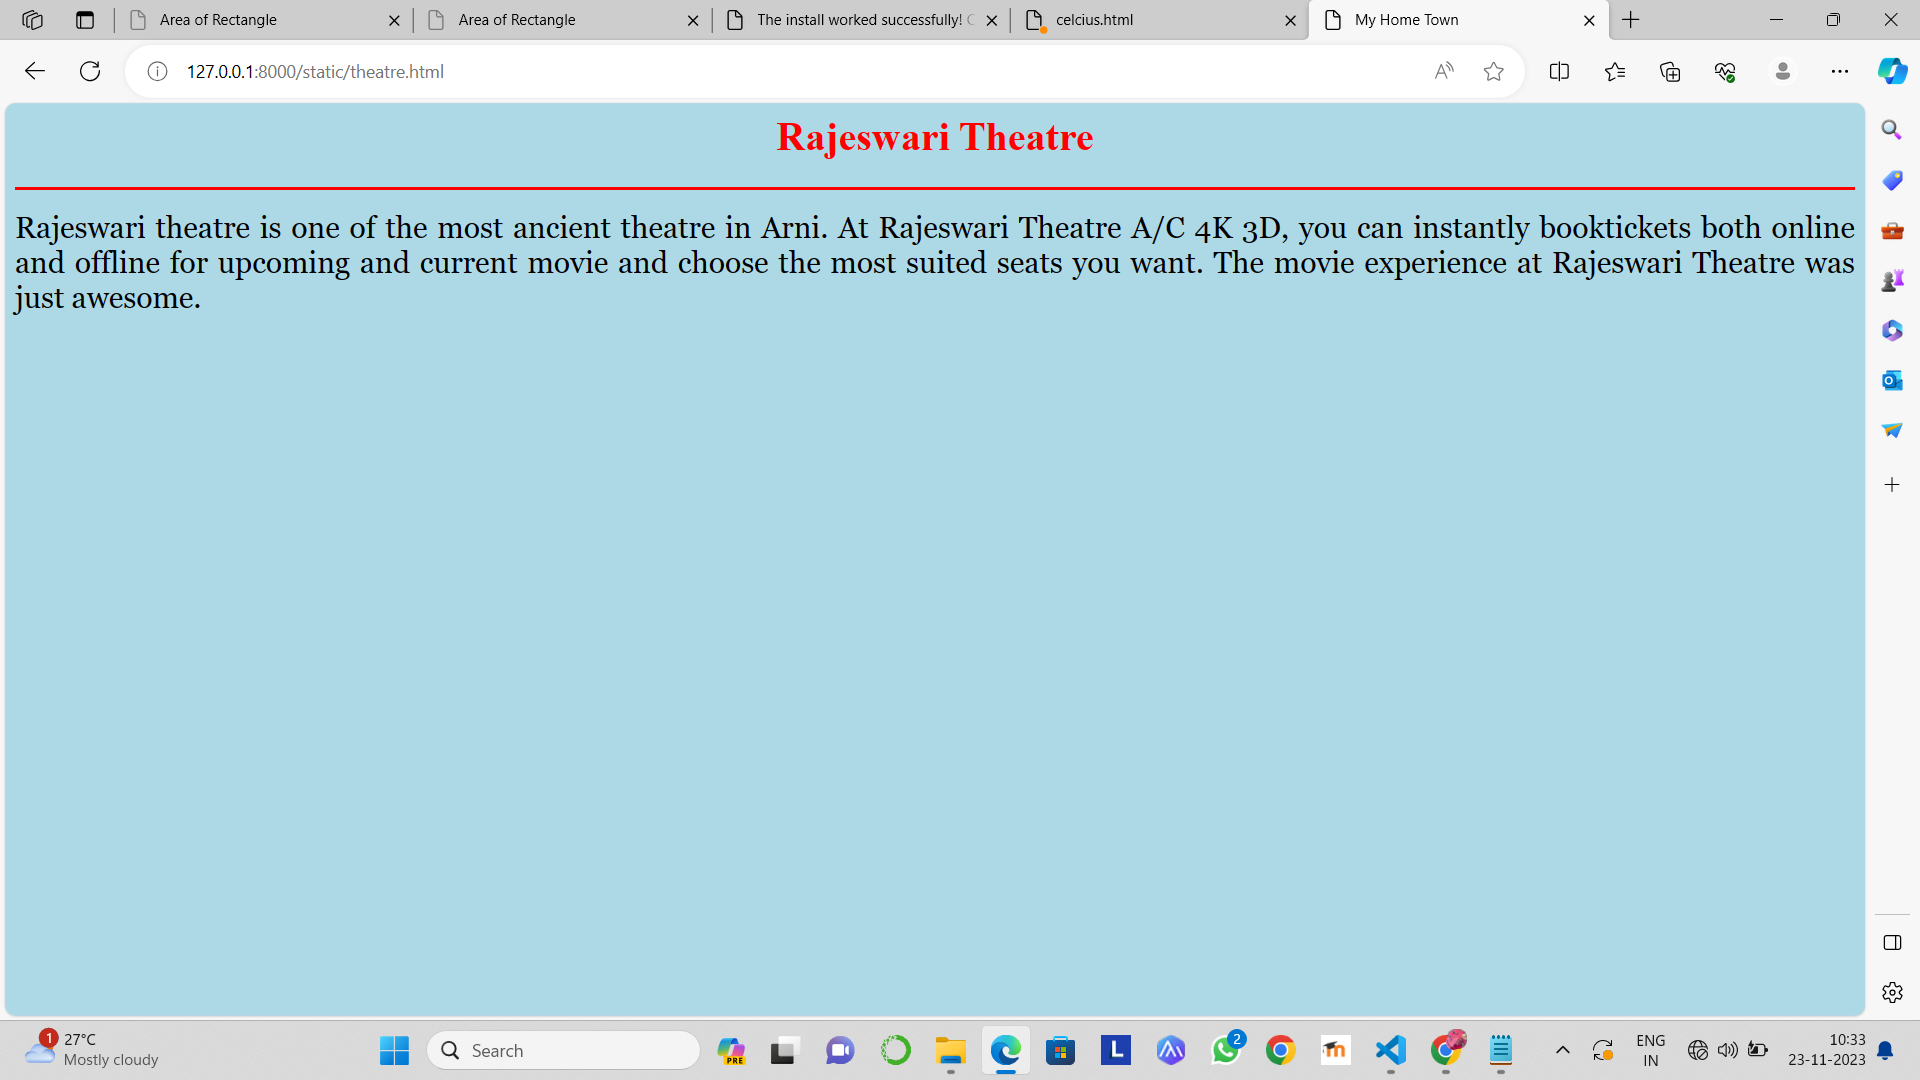 Area of Rectangle
Area of Rectangle
The install worked successfully! C
celcius.html
My Home Town
127.0.0.1:8000/static/theatre.html
Rajeswari Theatre
Rajeswari theatre is one of the most ancient theatre in Arni. At Rajeswari Theatre A/C 4K 3D, you can instantly booktickets both online
and offline for upcoming and current movie and choose the most suited seats you want. The movie experience at Rajeswari Theatre was
just awesome.
1
27°C
Mostly cloudy
Search
PRE
L
2
ENG
IN
10:33
23-11-2023